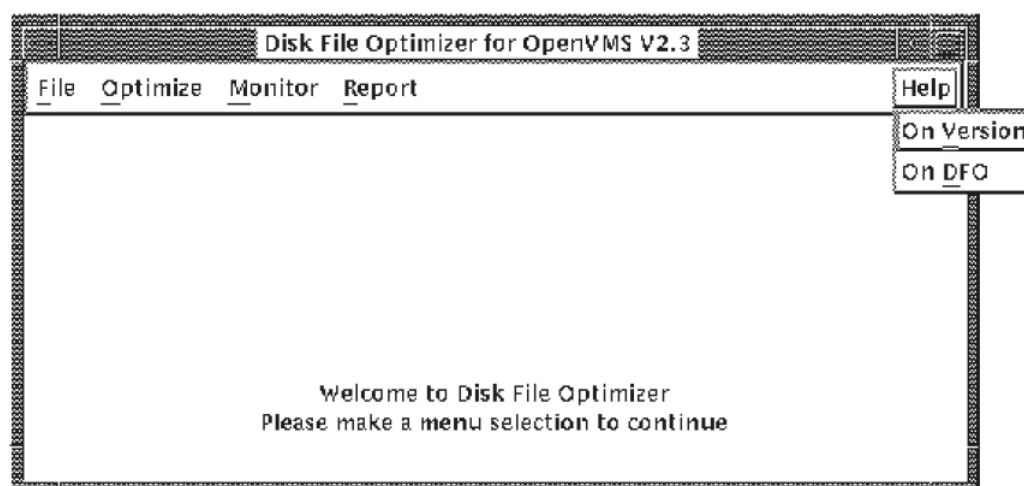 Disk File Optimizer for OpenVMS V2.3
File Optimize Monitor Report Help
On Version
On DFO
Welcome to Disk File Optimizer
Please make a menu selection to continue